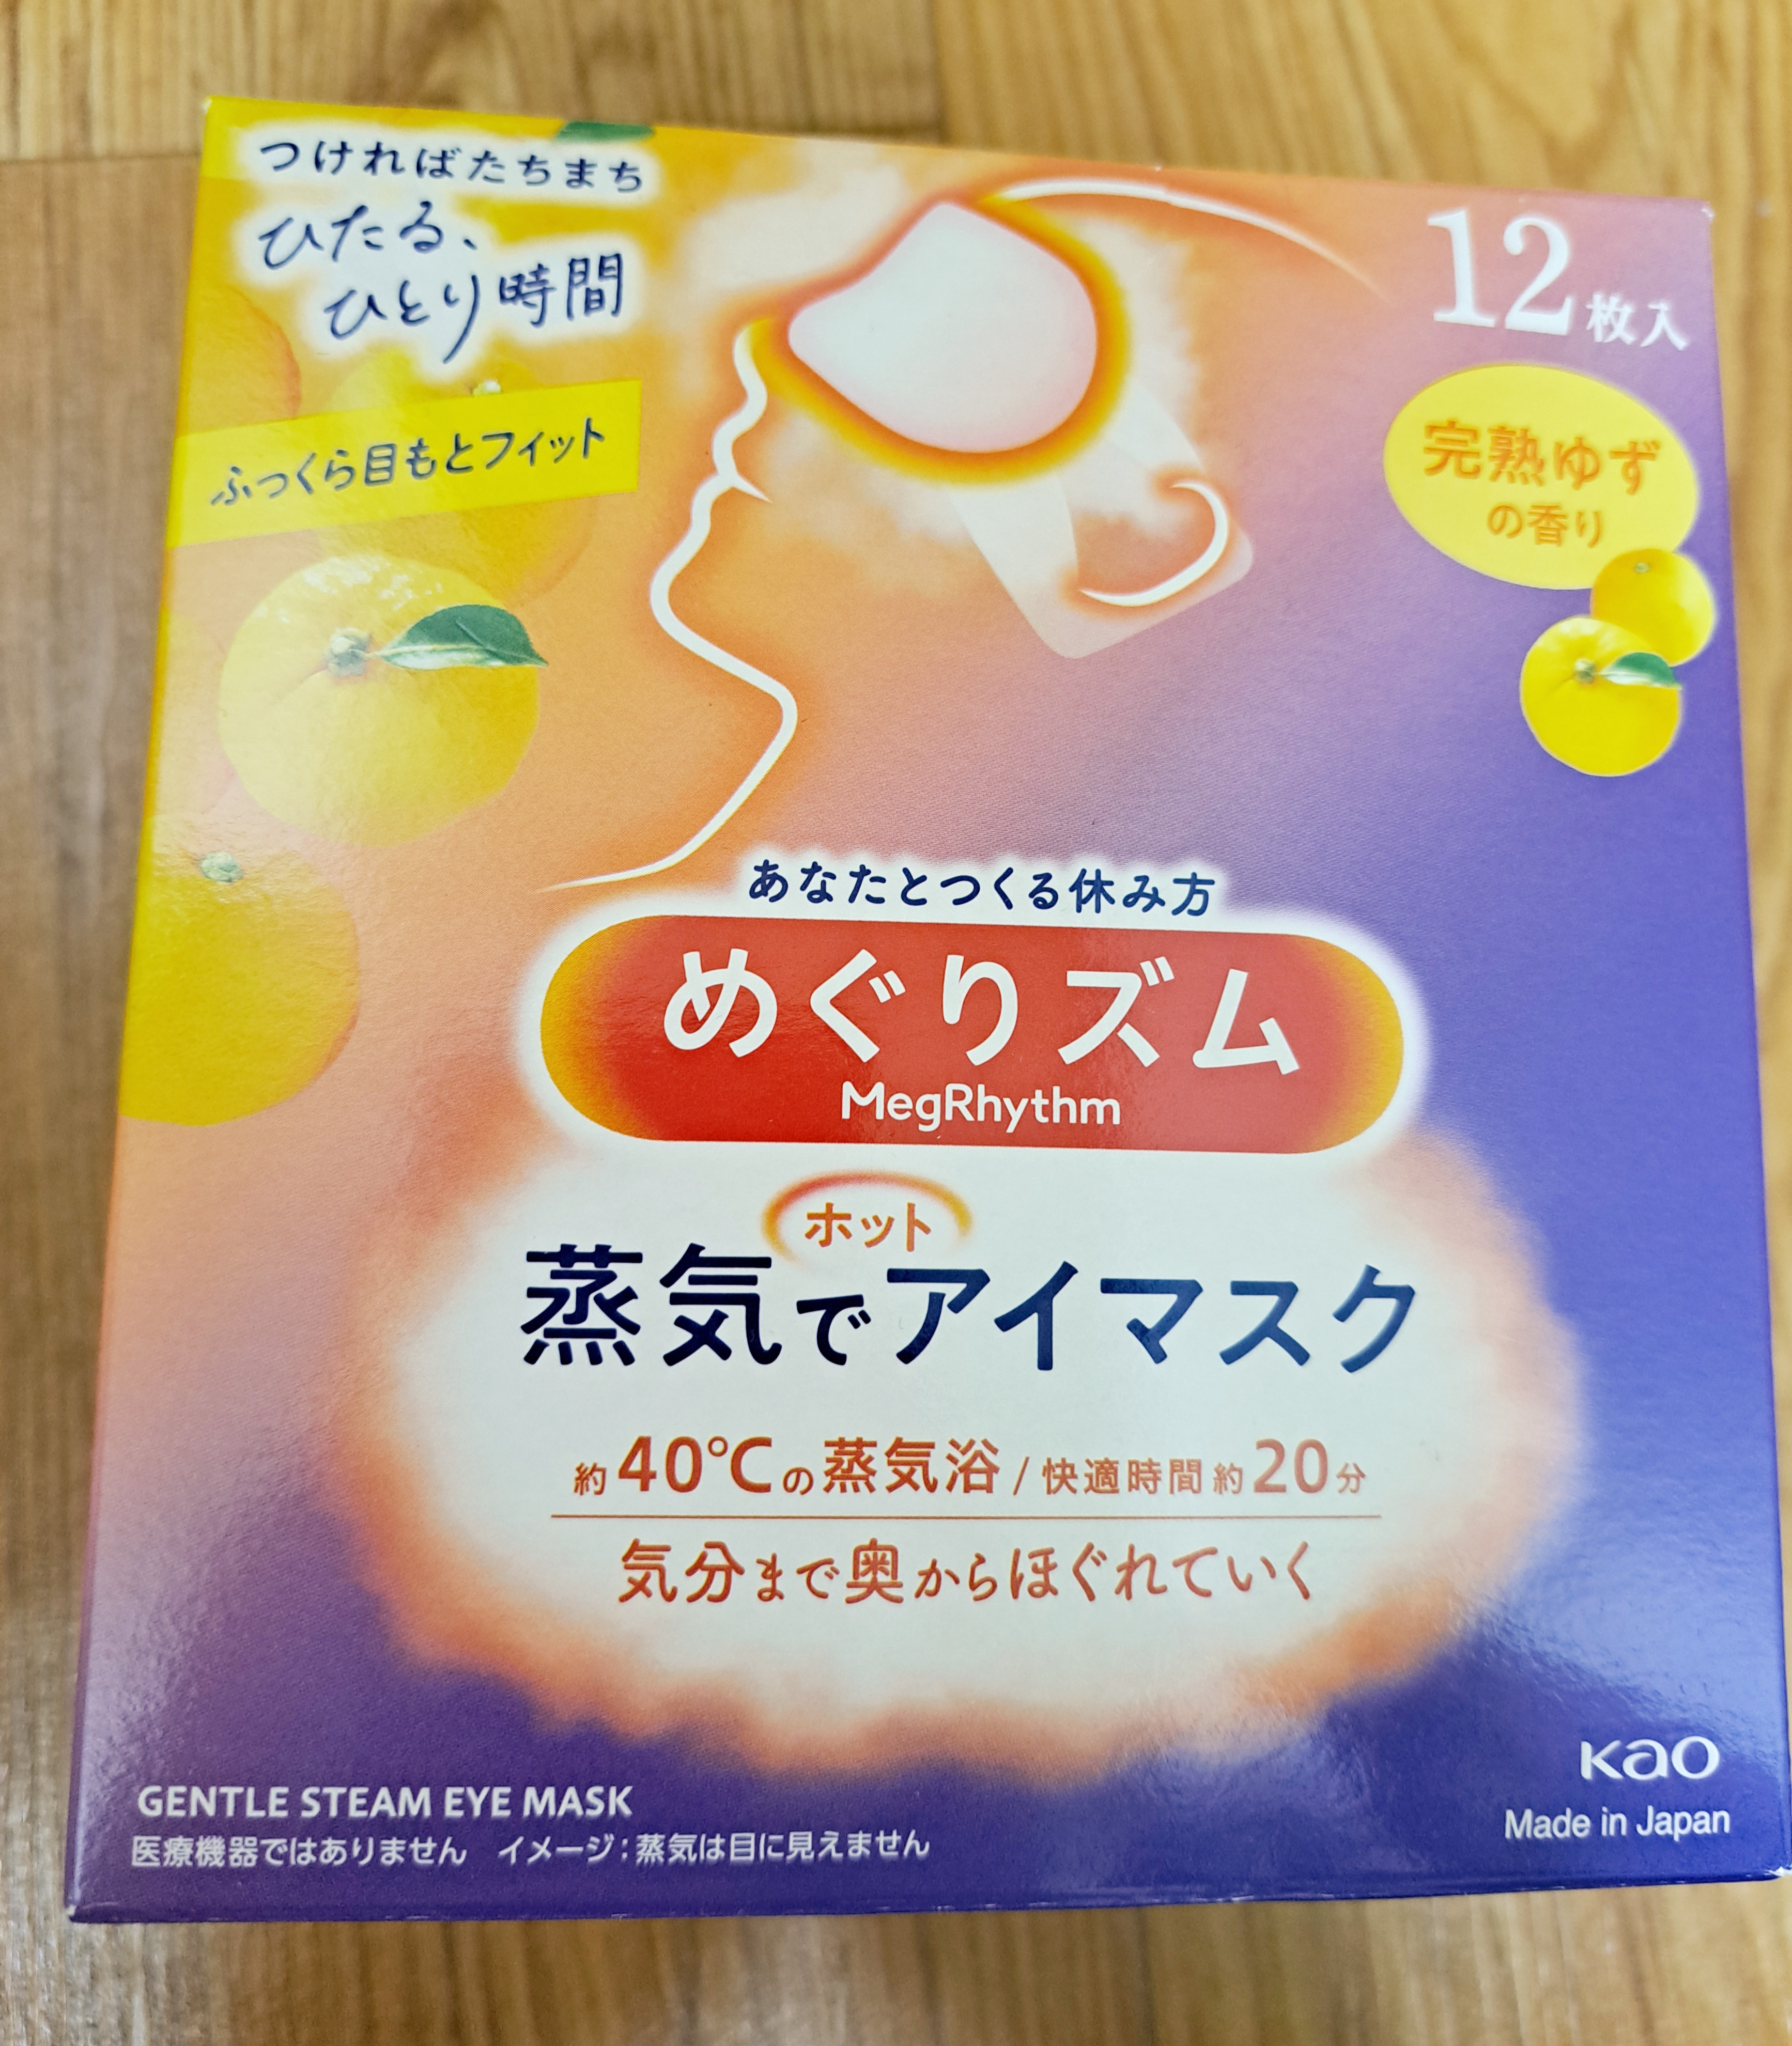 つければたちまち
ひたる、
ひとり時間
ふっくら目もとフィット
12枚入
完熟ゆず
の香り
あなたとつくる休み方
めぐりズム
MegRhythm
ホット
蒸気でアイマスク
約40℃の蒸気浴/快適時間約20分
気分まで奥からほぐれていく
GENTLE STEAM EYE MASK
医療機器ではありません イメージ:蒸気は目に見えません
Kao
Made in Japan